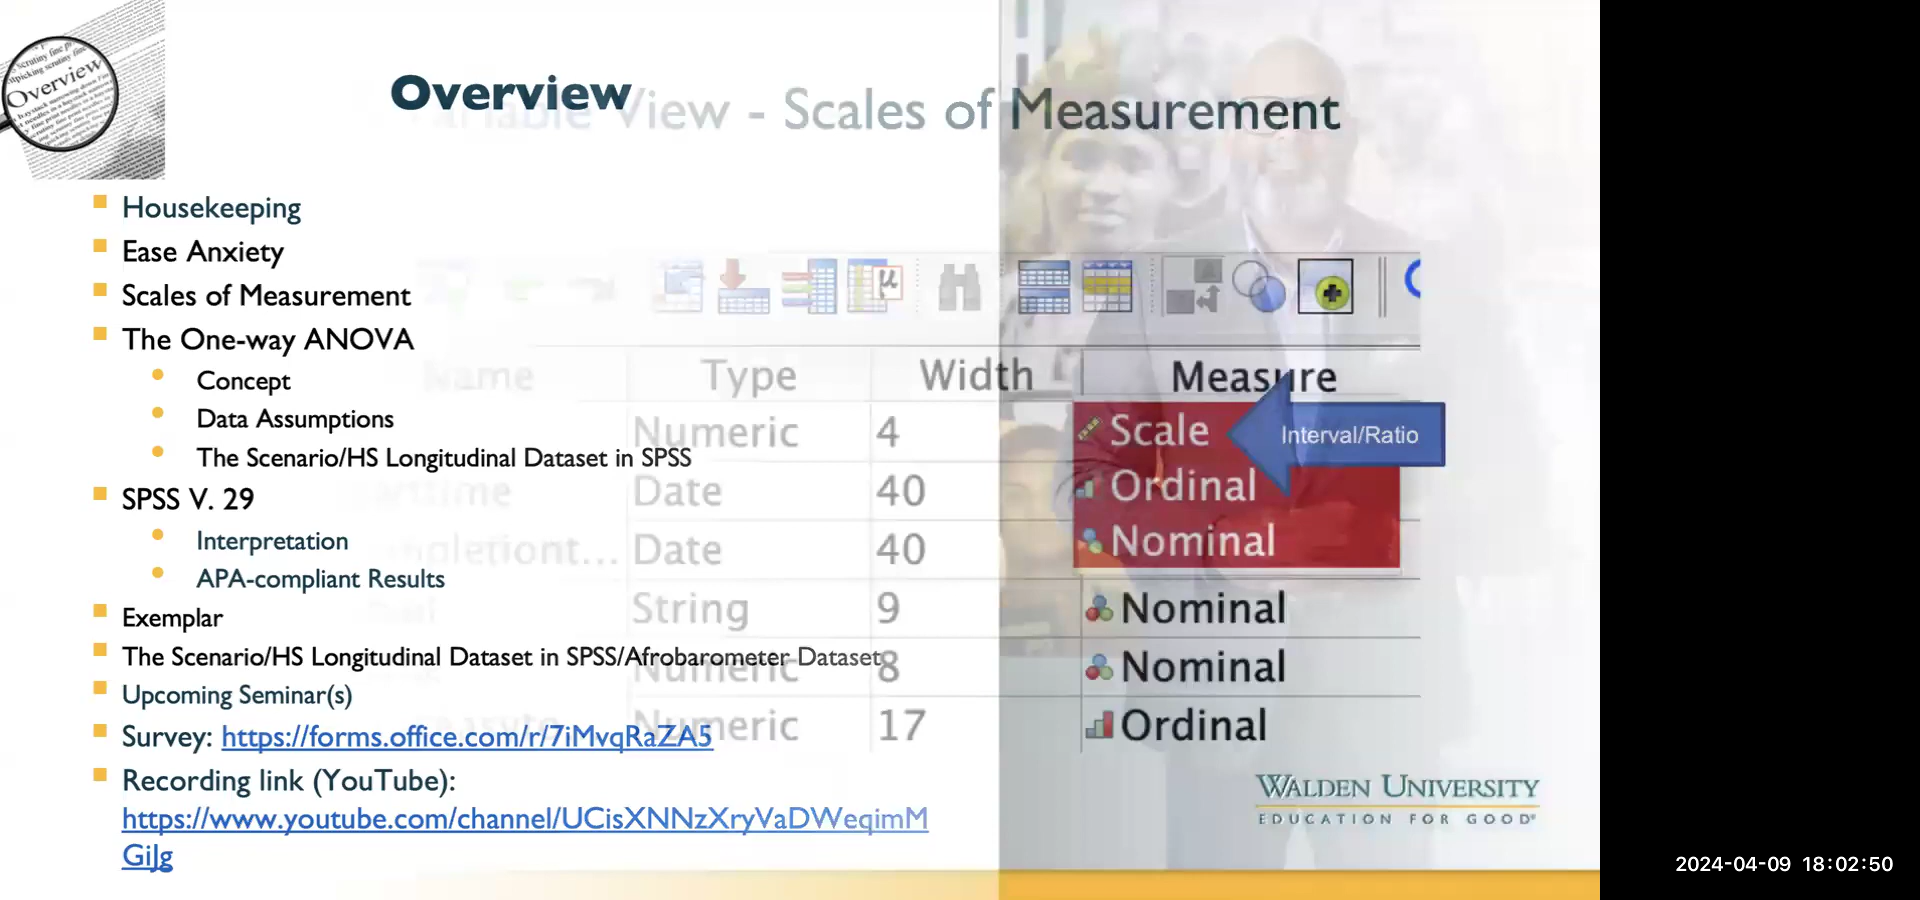 Overview
Overview
View - Scales of Measurement
Housekeeping
Ease Anxiety
Scales of Measurement
The One-way ANOVA
Concept
Data Assumptions
The Scenario/HS Longitudinal Dataset in SPSS
SPSS V. 29
Interpretation
APA-compliant Results
Exemplar
The Scenario/HS Longitudinal Dataset in SPSS/Afrobarometer Dataset
Upcoming Seminar(s)
Survey: https://forms.office.com/r/7iMvqRaZA5
Recording link (YouTube):
https://www.youtube.com/channel/UCisXNNzXryVaDWeqimM
GiJg
μ
Name Type Width Measure
Numeric 4 Scale
Interval/Ratio
Date 40 Ordinal
Date 40 Nominal
String 9 Nominal
Numeric 8 Nominal
Numeric 17 Ordinal
WALDEN UNIVERSITY
EDUCATION FOR GOOD®
2024-04-09 18:02:50